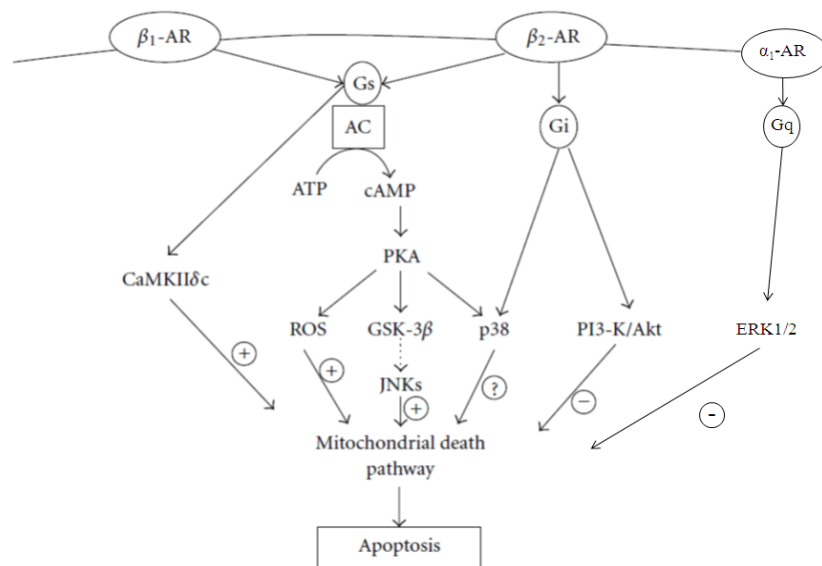 β₁-AR
β₂-AR
α₁-AR
Gs
AC
Gi
Gq
ATP
cAMP
PKA
CaMKIIδc
ROS
GSK-3β
p38
PI3-K/Akt
ERK1/2
+
+
JNKs
+
?
−
-
Mitochondrial death
pathway
Apoptosis